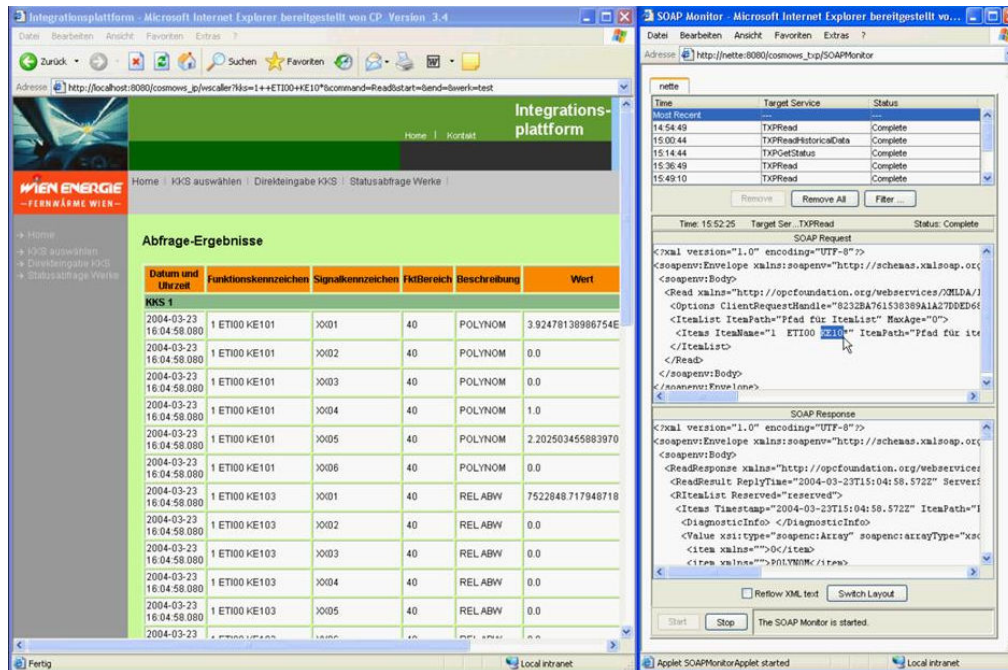 Integrationsplattform - Microsoft Internet Explorer bereitgestellt von CP Version 3.4
Datei Bearbeiten Ansicht Favoriten Extras ?
Zurück Suchen Favoriten
Adresse http://localhost:8080/cosmows_ip/wscaller?kks=1++ETI00+KE10*&command=Read&start=&end=&werk=test
Integrations-
plattform
Home | Kontakt
WIEN ENERGIE
–FERNWÄRME WIEN–
Home | KKS auswählen | Direkteingabe KKS | Statusabfrage Werke |
→ Home
→ KKS auswählen
→ Direkteingabe KKS
→ Statusabfrage Werke
Abfrage-Ergebnisse
Datum und Uhrzeit Funktionskennzeichen Signalkennzeichen FktBereich Beschreibung Wert
KKS 1
2004-03-23 16:04:58.080 1 ETI00 KE101 XX01 40 POLYNOM 3.92478138986754E
2004-03-23 16:04:58.080 1 ETI00 KE101 XX02 40 POLYNOM 0.0
2004-03-23 16:04:58.080 1 ETI00 KE101 XX03 40 POLYNOM 0.0
2004-03-23 16:04:58.080 1 ETI00 KE101 XX04 40 POLYNOM 1.0
2004-03-23 16:04:58.080 1 ETI00 KE101 XX05 40 POLYNOM 2.202503455883970
2004-03-23 16:04:58.080 1 ETI00 KE101 XX06 40 POLYNOM 0.0
2004-03-23 16:04:58.080 1 ETI00 KE103 XX01 40 REL ABW 7522848.717948718
2004-03-23 16:04:58.080 1 ETI00 KE103 XX02 40 REL ABW 0.0
2004-03-23 16:04:58.080 1 ETI00 KE103 XX03 40 REL ABW 0.0
2004-03-23 16:04:58.080 1 ETI00 KE103 XX04 40 REL ABW 0.0
2004-03-23 16:04:58.080 1 ETI00 KE103 XX05 40 REL ABW 0.0
2004-03-23
Fertig Local intranet
SOAP Monitor - Microsoft Internet Explorer bereitgestellt vo...
Datei Bearbeiten Ansicht Favoriten Extras ?
Adresse http://nette:8080/cosmows_txp/SOAPMonitor
nette
Time Target Service Status
Most Recent --- ---
14:54:49 TXPRead Complete
15:00:44 TXPReadHistoricalData Complete
15:14:44 TXPGetStatus Complete
15:36:49 TXPRead Complete
15:49:10 TXPRead Complete
Remove Remove All Filter ...
Time: 15:52:25 Target Ser...TXPRead Status: Complete
SOAP Request
<?xml version="1.0" encoding="UTF-8"?>
<soapenv:Envelope xmlns:soapenv="http://schemas.xmlsoap.org
<soapenv:Body>
<Read xmlns="http://opcfoundation.org/webservices/XMLDA/1
<Options ClientRequestHandle="8232BA761538389A1A27DDED68
<ItemList ItemPath="Pfad für ItemList" MaxAge="0">
<Items ItemName="1 ETI00 KE10*" ItemPath="Pfad für ite
</ItemList>
</Read>
</soapenv:Body>
</soapenv:Envelope>
SOAP Response
<?xml version="1.0" encoding="UTF-8"?>
<soapenv:Envelope xmlns:soapenv="http://schemas.xmlsoap.org
<soapenv:Body>
<ReadResponse xmlns="http://opcfoundation.org/webservices
<ReadResult ReplyTime="2004-03-23T15:04:58.572Z" ServerS
<RItemList Reserved="reserved">
<Items Timestamp="2004-03-23T15:04:58.572Z" ItemPath="P
<DiagnosticInfo> </DiagnosticInfo>
<Value xsi:type="soapenc:Array" soapenc:arrayType="xsd
<item xmlns="">0</item>
<item xmlns="">POLYNOM</item>
Reflow XML text Switch Layout
Start Stop The SOAP Monitor is started.
Applet SOAPMonitorApplet started Local intranet